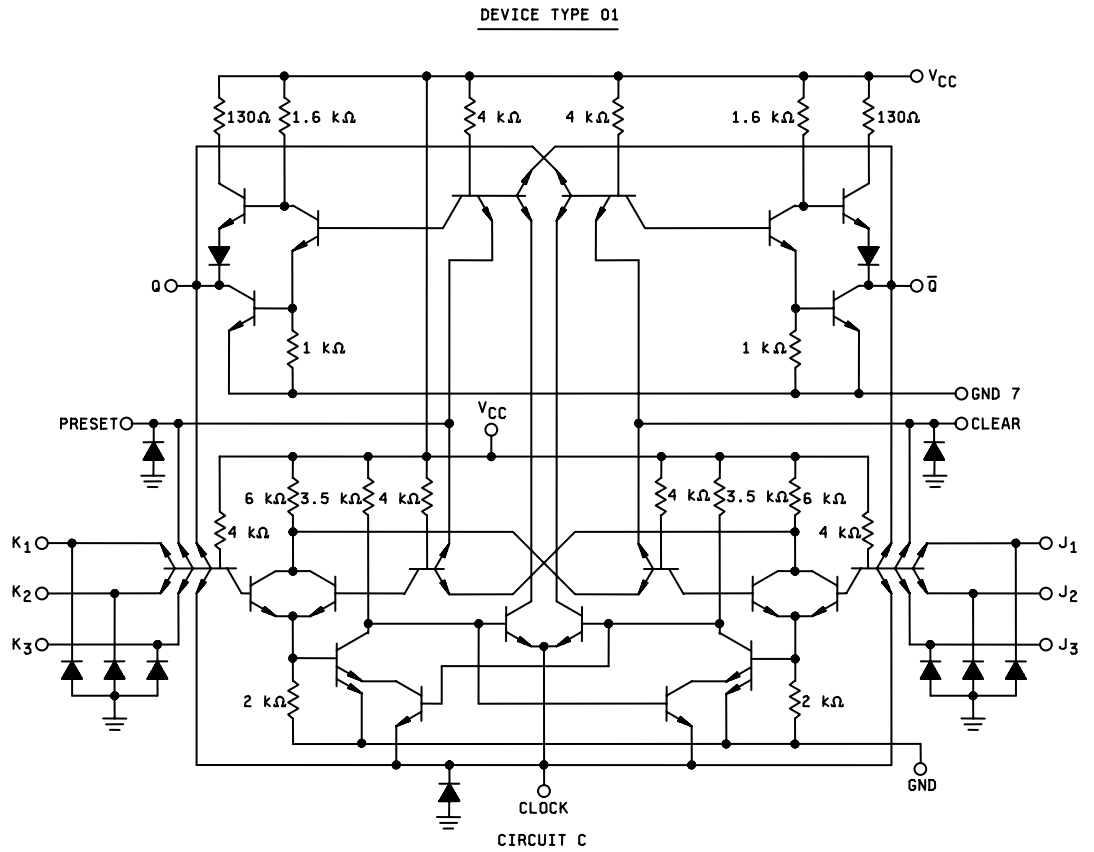 DEVICE TYPE 01
VCC
130Ω 1.6 kΩ 4 kΩ 4 kΩ 1.6 kΩ 130Ω
Q Q̅
1 kΩ 1 kΩ
GND 7
PRESET VCC CLEAR
6 kΩ 3.5 kΩ 4 kΩ 4 kΩ 3.5 kΩ 6 kΩ
4 kΩ 4 kΩ
K1 J1
K2 J2
K3 J3
2 kΩ 2 kΩ
GND
CLOCK
CIRCUIT C